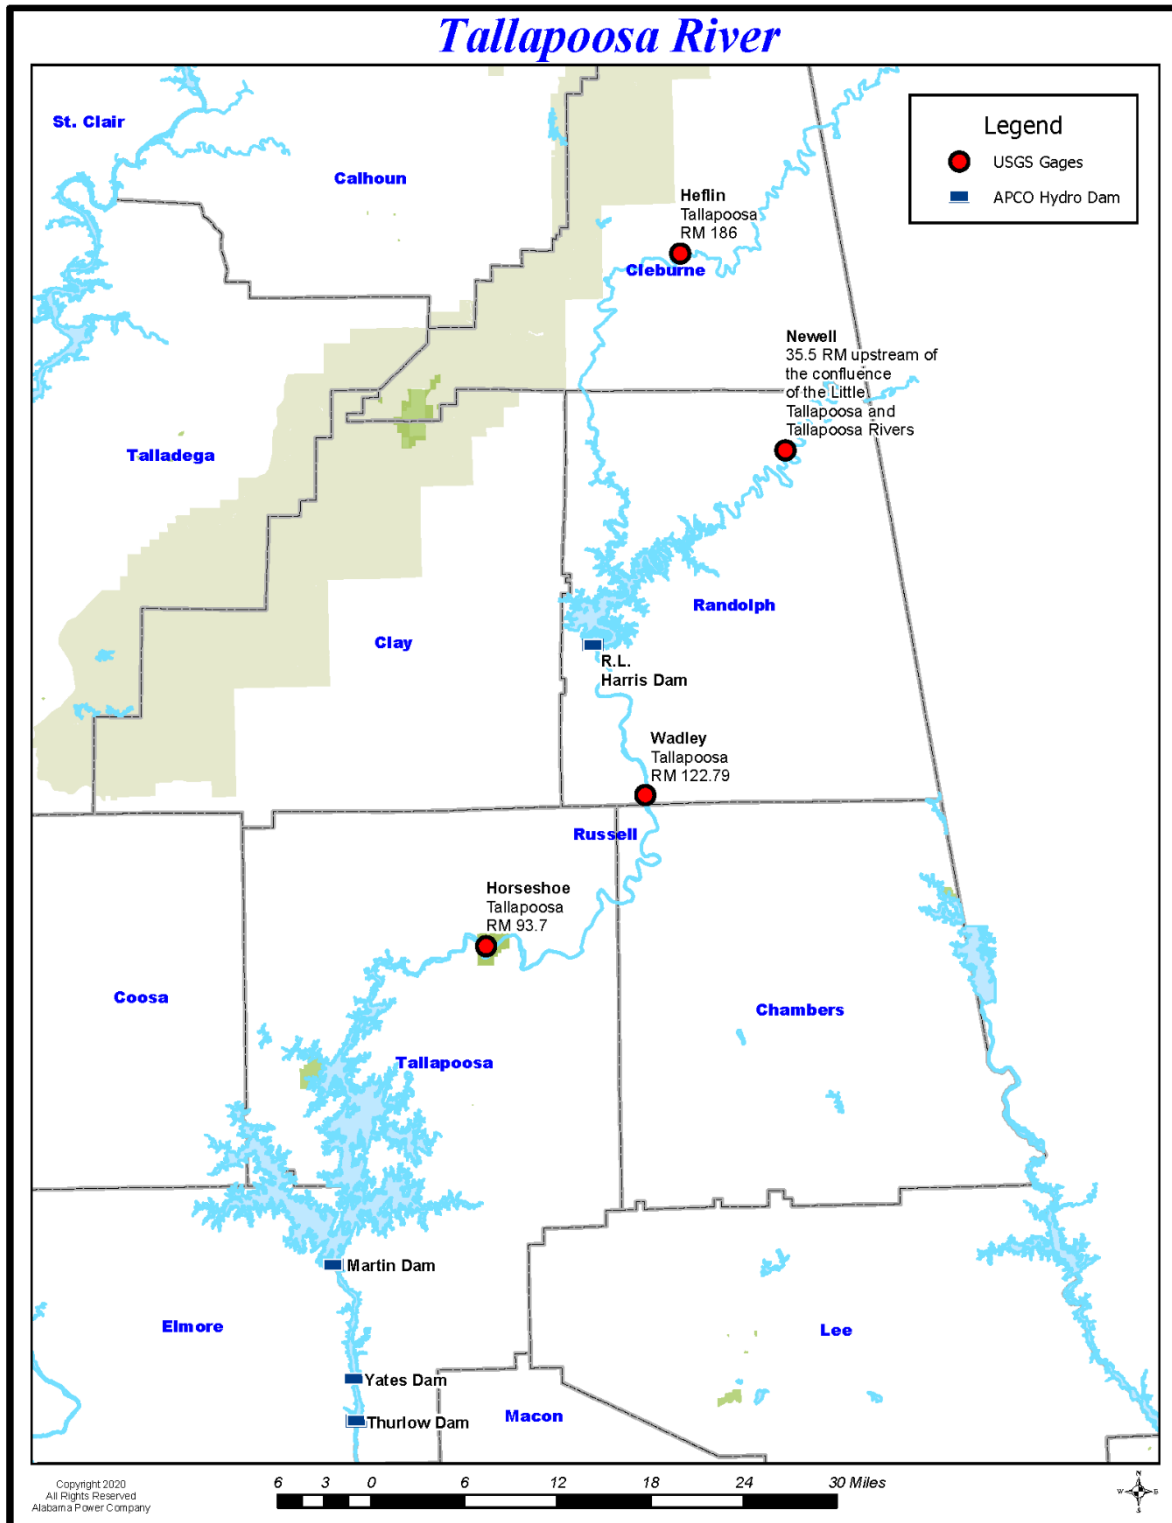 Tallapoosa River
Legend
USGS Gages
APCO Hydro Dam
St. Clair
Calhoun
Heflin
Tallapoosa
RM 186
Cleburne
Newell
35.5 RM upstream of
the confluence
of the Little
Tallapoosa and
Tallapoosa Rivers
Talladega
Randolph
Clay
R.L.
Harris Dam
Wadley
Tallapoosa
RM 122.79
Russell
Horseshoe
Tallapoosa
RM 93.7
Coosa
Chambers
Tallapoosa
Martin Dam
Elmore
Lee
Yates Dam
Macon
Thurlow Dam
Copyright 2020
All Rights Reserved
Alabama Power Company
6 3 0 6 12 18 24 30 Miles
N
W E
S